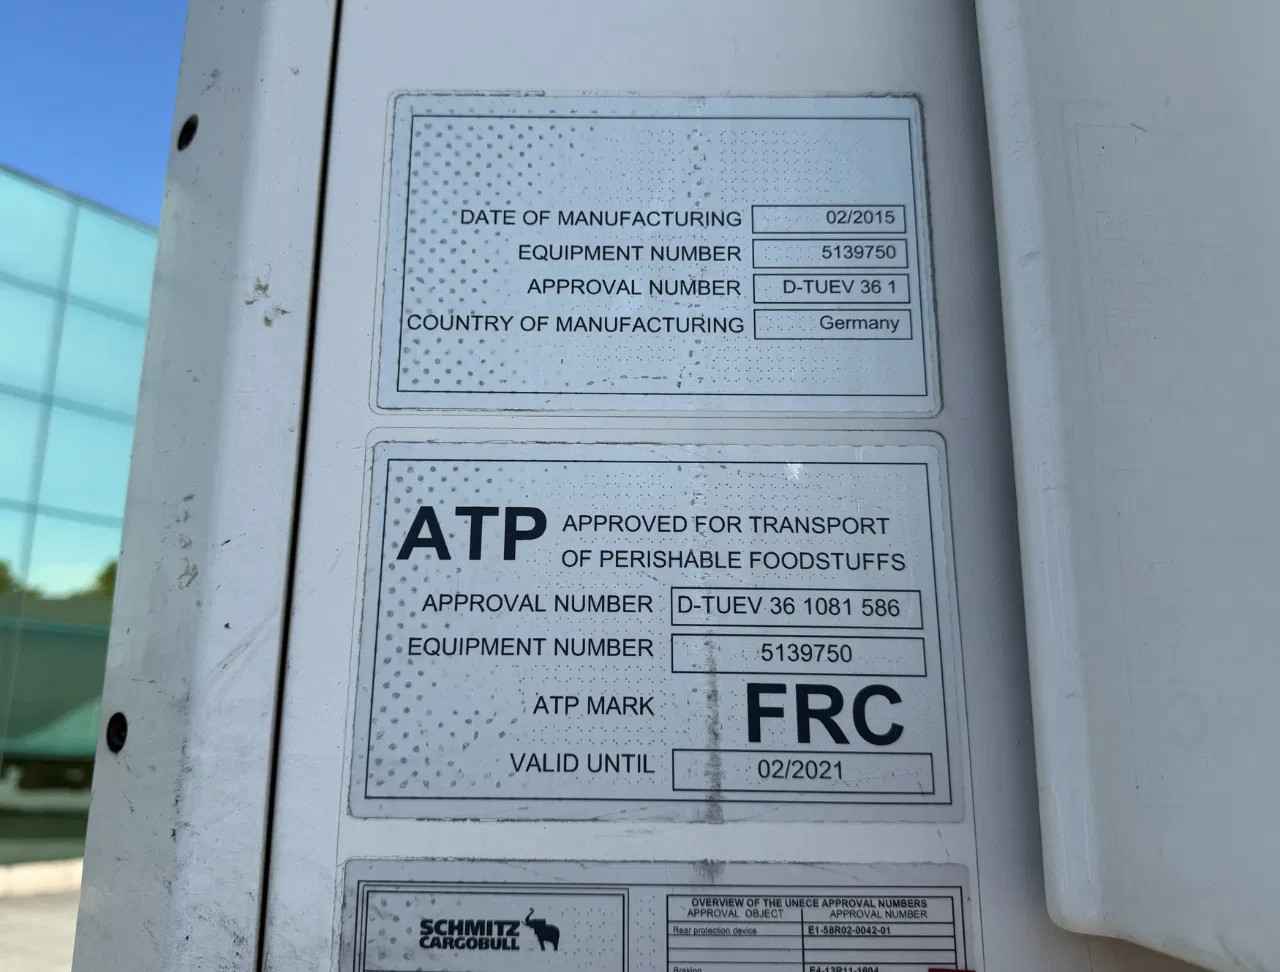 DATE OF MANUFACTURING 02/2015
EQUIPMENT NUMBER 5139750
APPROVAL NUMBER D-TUEV 36 1
COUNTRY OF MANUFACTURING Germany
ATP APPROVED FOR TRANSPORT
OF PERISHABLE FOODSTUFFS
APPROVAL NUMBER D-TUEV 36 1081 586
EQUIPMENT NUMBER 5139750
ATP MARK FRC
VALID UNTIL 02/2021
SCHMITZ
CARGOBULL
OVERVIEW OF THE UNECE APPROVAL NUMBERS
APPROVAL OBJECT APPROVAL NUMBER
Rear protection device E1-58R02-0042-01
Braking